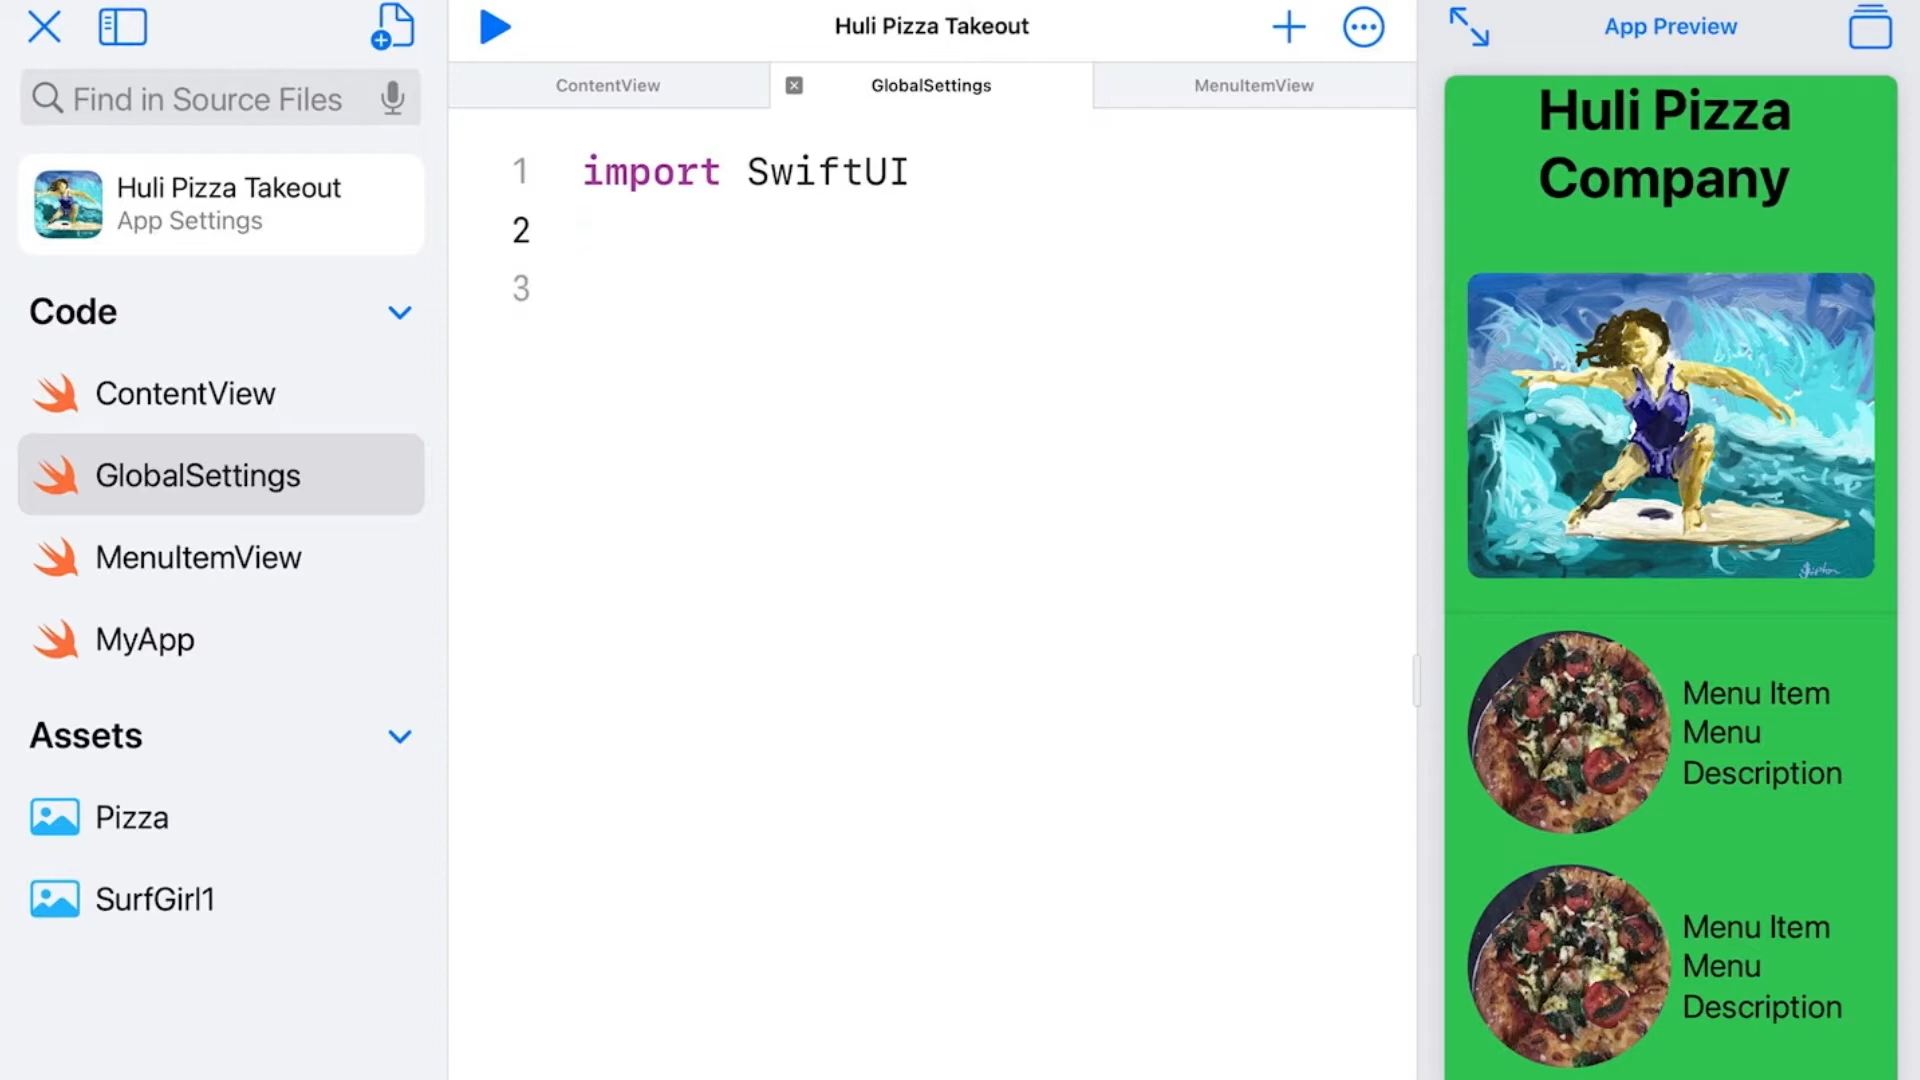 Huli Pizza Takeout
App Preview
Find in Source Files
ContentView
GlobalSettings
MenuItemView
Huli Pizza Takeout
App Settings
Code
ContentView
GlobalSettings
MenuItemView
MyApp
Assets
Pizza
SurfGirl1
1 import SwiftUI
2
3
Huli Pizza
Company
Menu Item
Menu
Description
Menu Item
Menu
Description